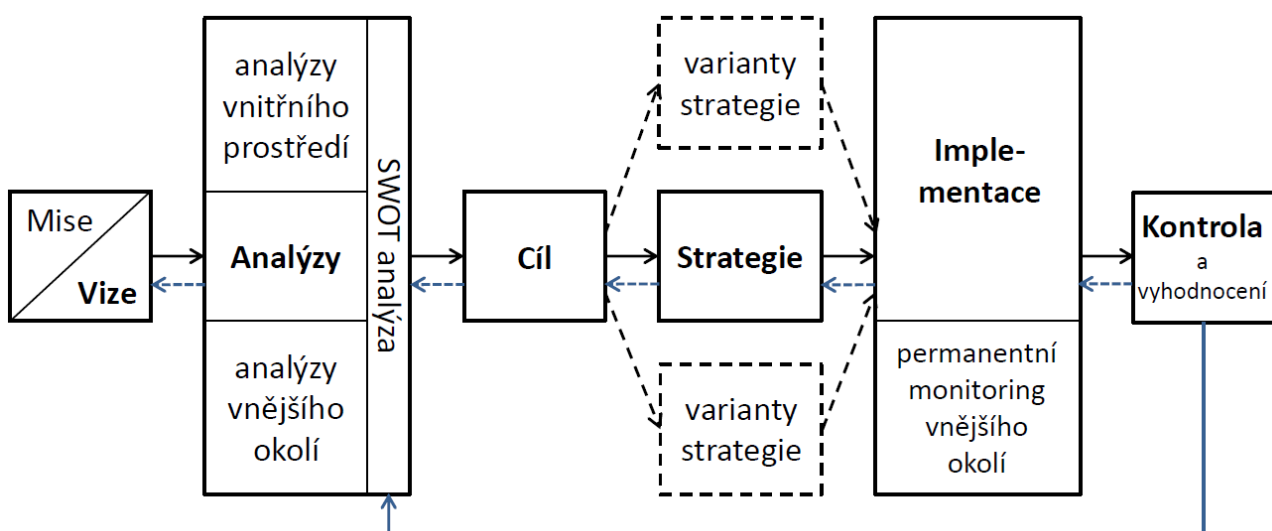 Mise
Vize
analýzy
vnitřního
prostředí
Analýzy
analýzy
vnějšího
okolí
SWOT analýza
Cíl
varianty
strategie
Strategie
varianty
strategie
Imple-
mentace
permanentní
monitoring
vnějšího
okolí
Kontrola
a
vyhodnocení